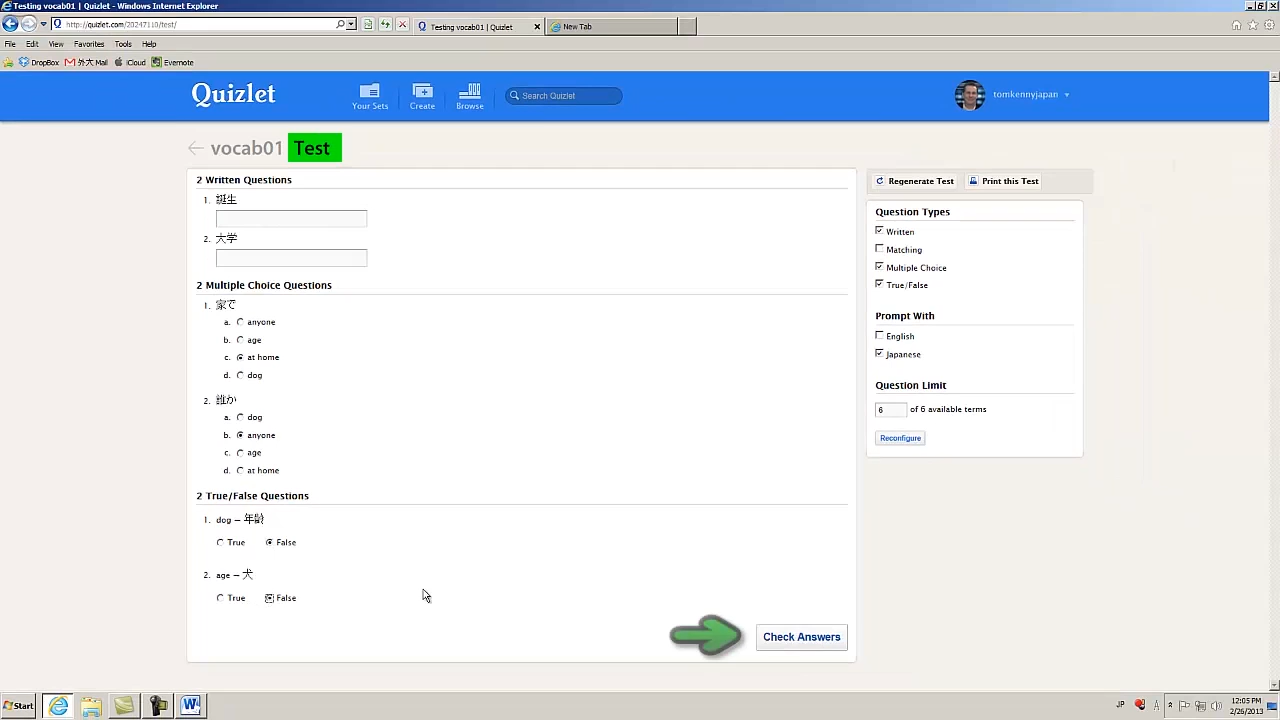 Testing vocab01 | Quizlet - Windows Internet Explorer
http://quizlet.com/20247110/test/
Testing vocab01 | Quizlet
New Tab
File Edit View Favorites Tools Help
DropBox 外大 Mail iCloud Evernote
Quizlet
Your Sets
Create
Browse
Search Quizlet
tomkennyjapan
vocab01 Test
2 Written Questions
1. 誕生
2. 大学
2 Multiple Choice Questions
1. 家で
a. anyone
b. age
c. at home
d. dog
2. 誰か
a. dog
b. anyone
c. age
d. at home
2 True/False Questions
1. dog – 年齢
True False
2. age – 犬
True False
Check Answers
Regenerate Test Print this Test
Question Types
Written
Matching
Multiple Choice
True/False
Prompt With
English
Japanese
Question Limit
6 of 6 available terms
Reconfigure
Start
JP
12:05 PM
2/26/2013